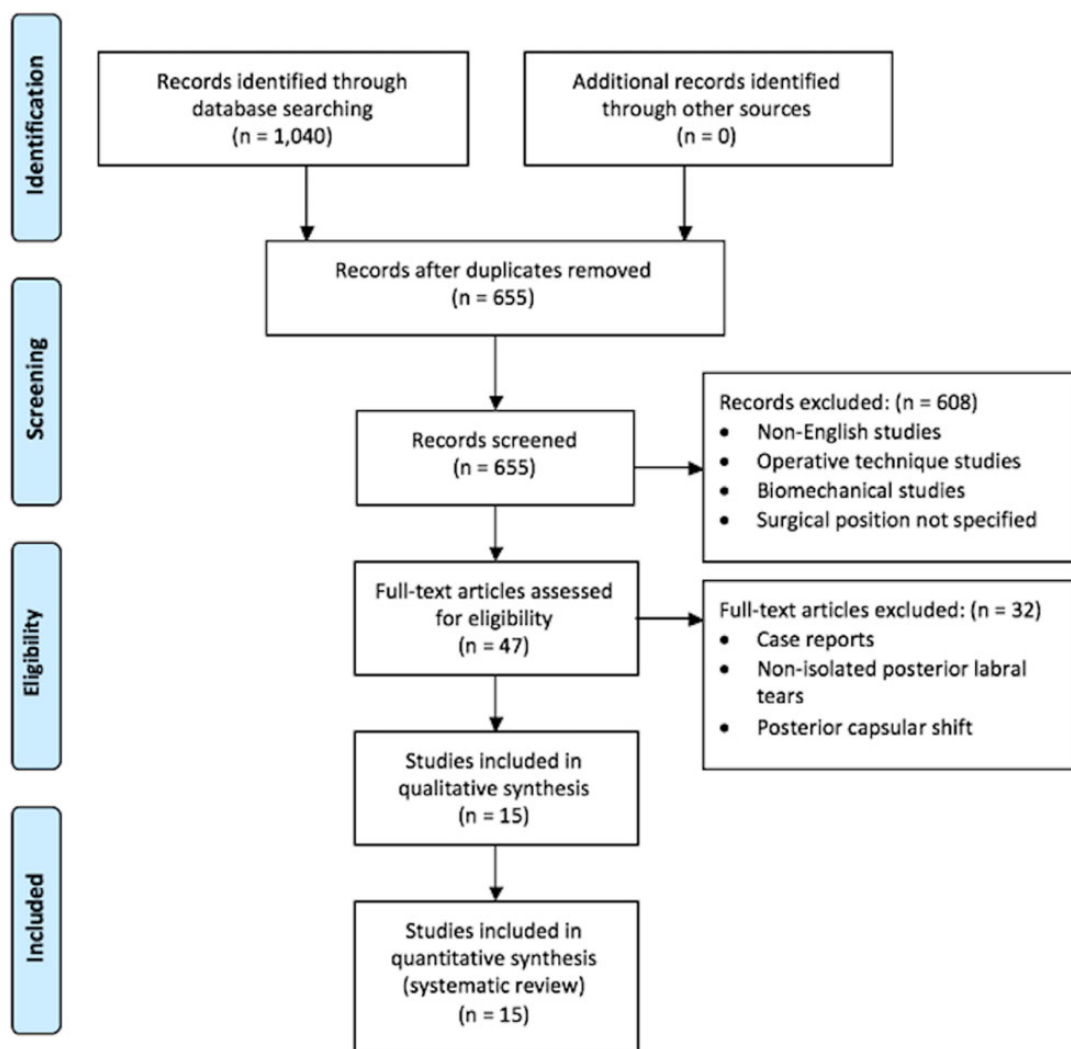 Identification
Records identified through
database searching
(n = 1,040)
Additional records identified
through other sources
(n = 0)
Records after duplicates removed
(n = 655)
Screening
Records screened
(n = 655)
Records excluded: (n = 608)
• Non-English studies
• Operative technique studies
• Biomechanical studies
• Surgical position not specified
Eligibility
Full-text articles assessed
for eligibility
(n = 47)
Full-text articles excluded: (n = 32)
• Case reports
• Non-isolated posterior labral
tears
• Posterior capsular shift
Studies included in
qualitative synthesis
(n = 15)
Included
Studies included in
quantitative synthesis
(systematic review)
(n = 15)